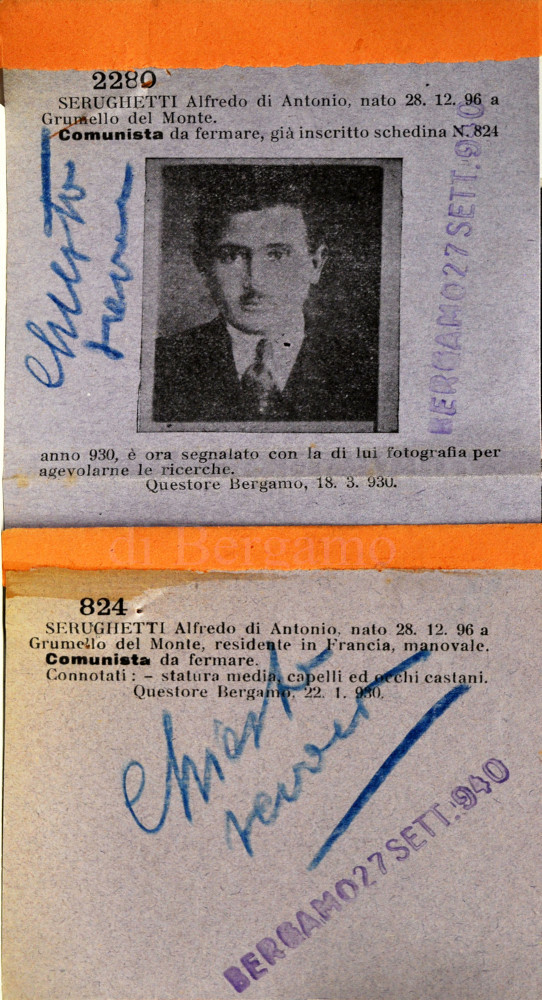 2280
SERUGHETTI Alfredo di Antonio, nato 28. 12. 96 a
Grumello del Monte.
Comunista da fermare, già inscritto schedina N. 824
Chiesto
revoca
BERGAMO 27 SETT. 940
anno 930, è ora segnalato con la di lui fotografia per
agevolarne le ricerche.
Questore Bergamo, 18. 3. 930.
di Bergamo
824
SERUGHETTI Alfredo di Antonio, nato 28. 12. 96 a
Grumello del Monte, residente in Francia, manovale.
Comunista da fermare.
Connotati : - statura media, capelli ed occhi castani.
Questore Bergamo, 22. 1. 930.
Chiesto
BERGAMO 27 SETT. 940